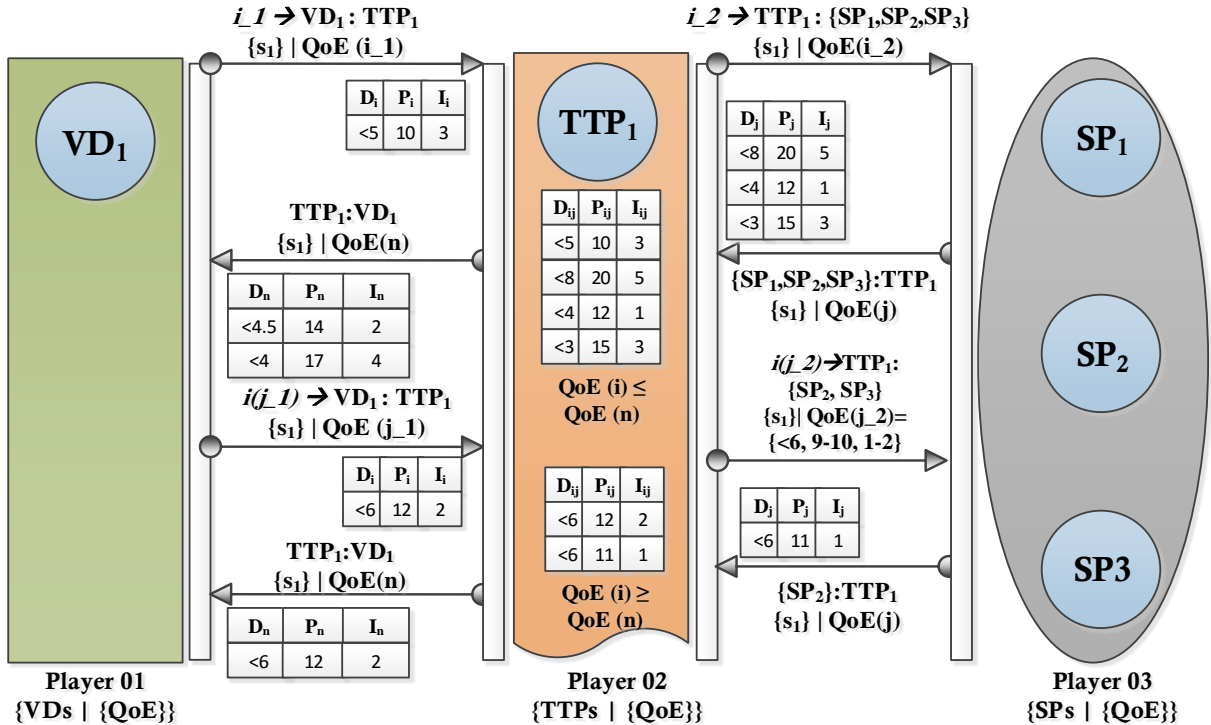 i_1 → VD₁ : TTP₁
{s₁} | QoE (i_1)
i_2 → TTP₁ : {SP₁,SP₂,SP₃}
{s₁} | QoE(i_2)
VD₁
Dᵢ Pᵢ Iᵢ
<5 10 3
TTP₁:VD₁
{s₁} | QoE(n)
Dₙ Pₙ Iₙ
<4.5 14 2
<4 17 4
i(j_1) → VD₁ : TTP₁
{s₁} | QoE (j_1)
Dᵢ Pᵢ Iᵢ
<6 12 2
TTP₁:VD₁
{s₁} | QoE(n)
Dₙ Pₙ Iₙ
<6 12 2
TTP₁
Dᵢⱼ Pᵢⱼ Iᵢⱼ
<5 10 3
<8 20 5
<4 12 1
<3 15 3
QoE (i) ≤
QoE (n)
Dᵢⱼ Pᵢⱼ Iᵢⱼ
<6 12 2
<6 11 1
QoE (i) ≥
QoE (n)
Dⱼ Pⱼ Iⱼ
<8 20 5
<4 12 1
<3 15 3
{SP₁,SP₂,SP₃}:TTP₁
{s₁} | QoE(j)
i(j_2)→TTP₁:
{SP₂, SP₃}
{s₁}| QoE(j_2)=
{<6, 9-10, 1-2}
Dⱼ Pⱼ Iⱼ
<6 11 1
{SP₂}:TTP₁
{s₁} | QoE(j)
SP₁
SP₂
SP3
Player 01
{VDs | {QoE}}
Player 02
{TTPs | {QoE}}
Player 03
{SPs | {QoE}}